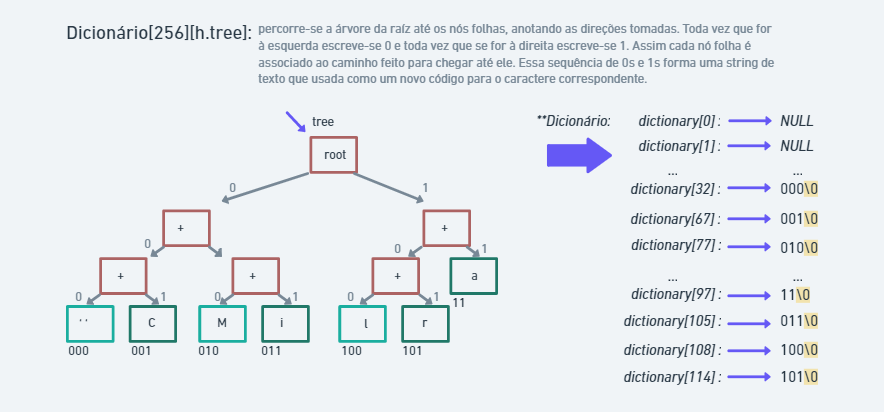 Dicionário[256][h.tree]:
percorre-se a árvore da raíz até os nós folhas, anotando as direções tomadas. Toda vez que for
à esquerda escreve-se 0 e toda vez que se for à direita escreve-se 1. Assim cada nó folha é
associado ao caminho feito para chegar até ele. Essa sequência de 0s e 1s forma uma string de
texto que usada como um novo código para o caractere correspondente.
tree
root
0 1
+ +
0 0 1
+ + + a
11
0 1 0 1 0 1
' ' C M i l r
000 001 010 011 100 101
**Dicionário:
dictionary[0] : NULL
dictionary[1] : NULL
... ...
dictionary[32] : 000\0
dictionary[67] : 001\0
dictionary[77] : 010\0
... ...
dictionary[97] : 11\0
dictionary[105] : 011\0
dictionary[108] : 100\0
dictionary[114] : 101\0